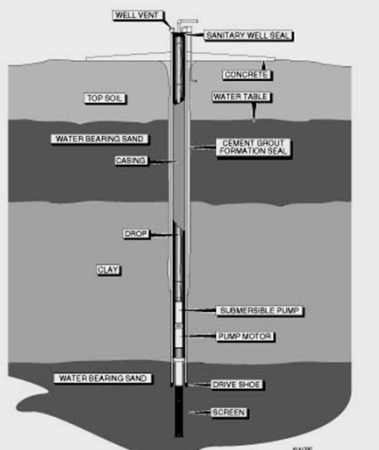 WELL VENT
SANITARY WELL SEAL
CONCRETE
TOP SOIL
WATER TABLE
WATER BEARING SAND
CEMENT GROUT
FORMATION SEAL
CASING
DROP
CLAY
SUBMERSIBLE PUMP
PUMP MOTOR
WATER BEARING SAND
DRIVE SHOE
SCREEN